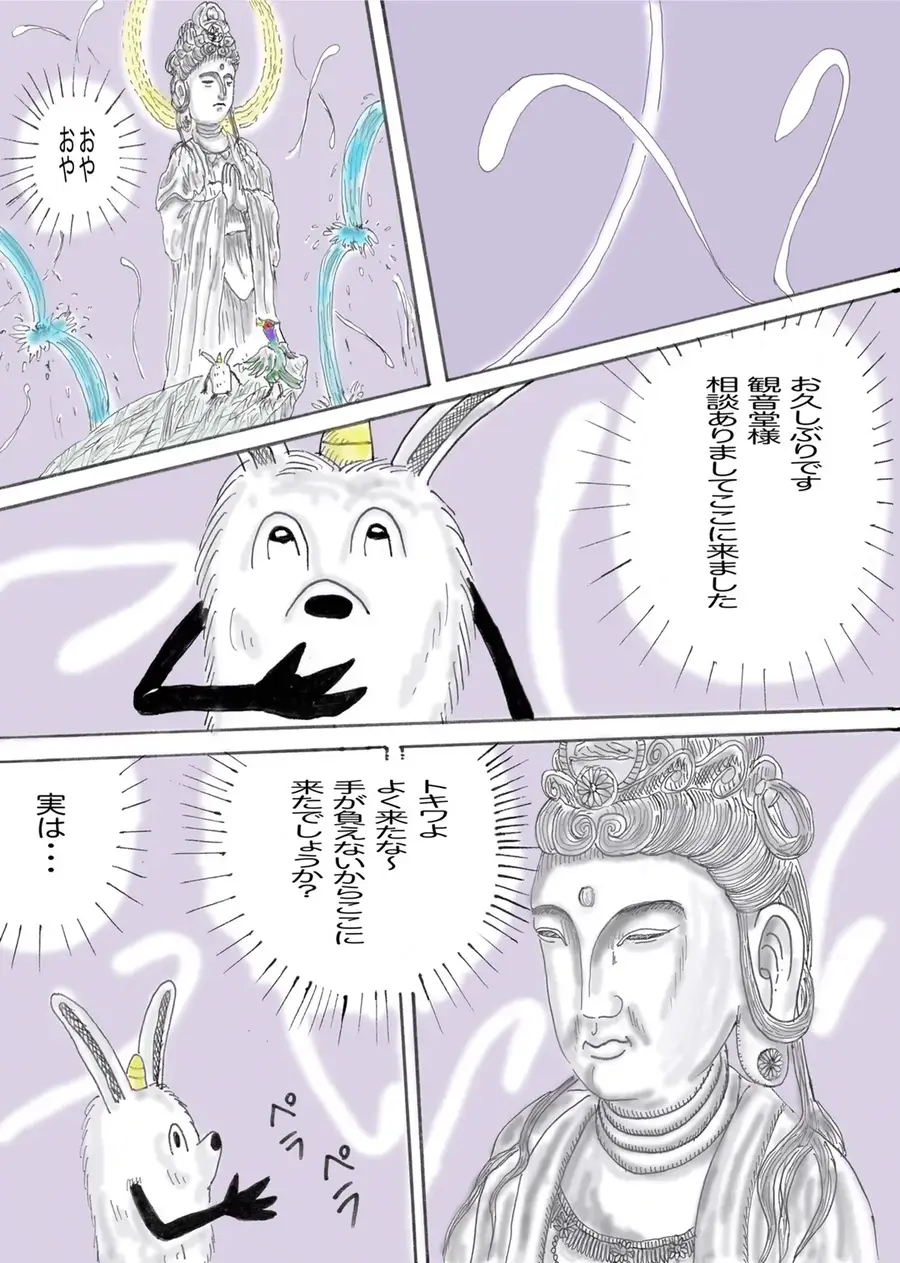 おや
おや
お久しぶりです
観音堂様
相談ありましてここに来ました
トキワよ
よく来たな～
手が負えないからここに
来たでしょうか？
実は・・・
ペラ
ペラ